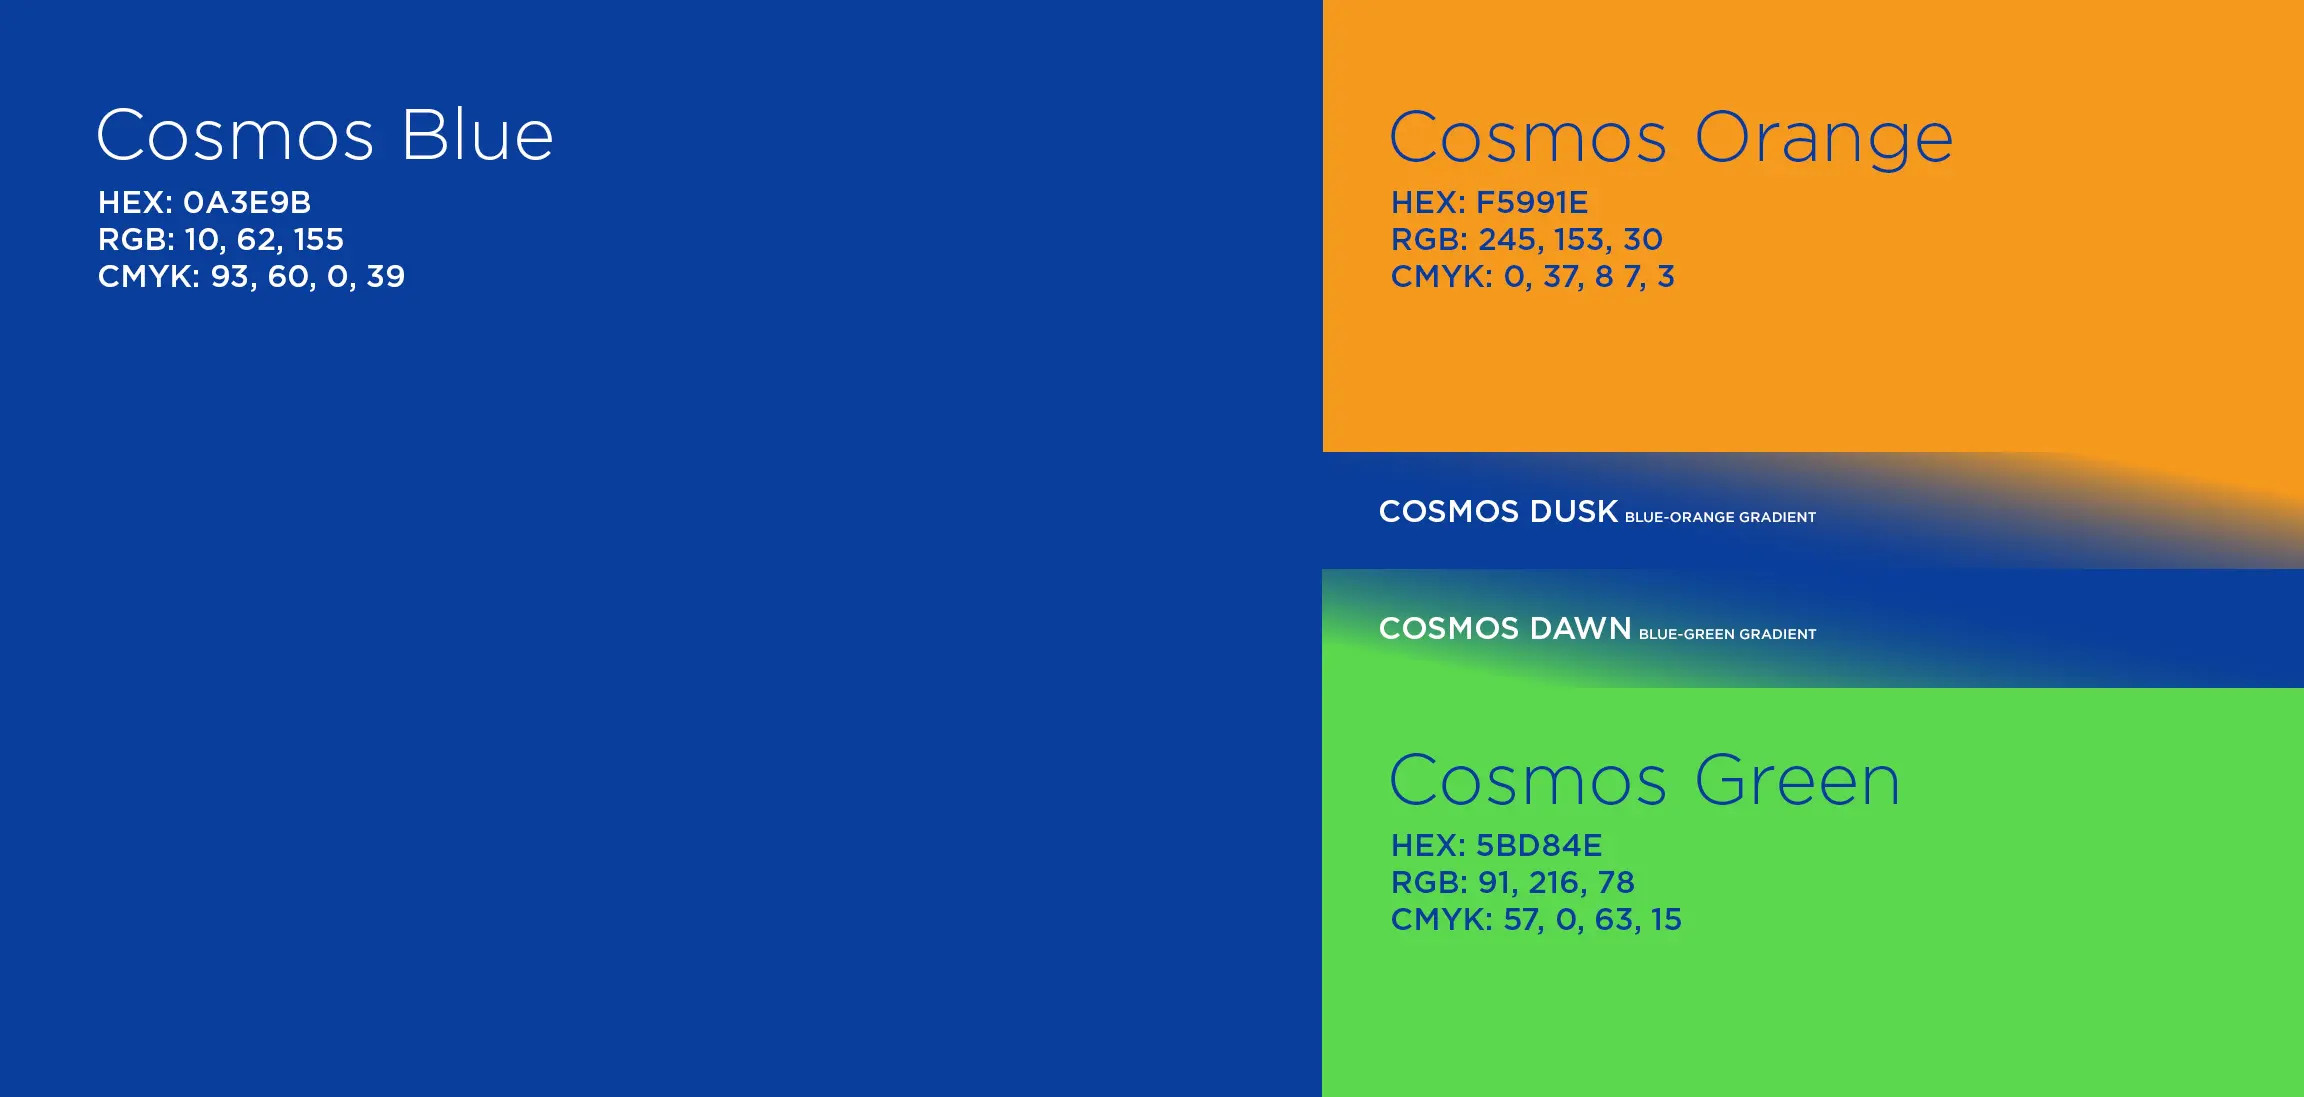 Cosmos Blue
HEX: 0A3E9B
RGB: 10, 62, 155
CMYK: 93, 60, 0, 39
Cosmos Orange
HEX: F5991E
RGB: 245, 153, 30
CMYK: 0, 37, 8 7, 3
COSMOS DUSK BLUE-ORANGE GRADIENT
COSMOS DAWN BLUE-GREEN GRADIENT
Cosmos Green
HEX: 5BD84E
RGB: 91, 216, 78
CMYK: 57, 0, 63, 15